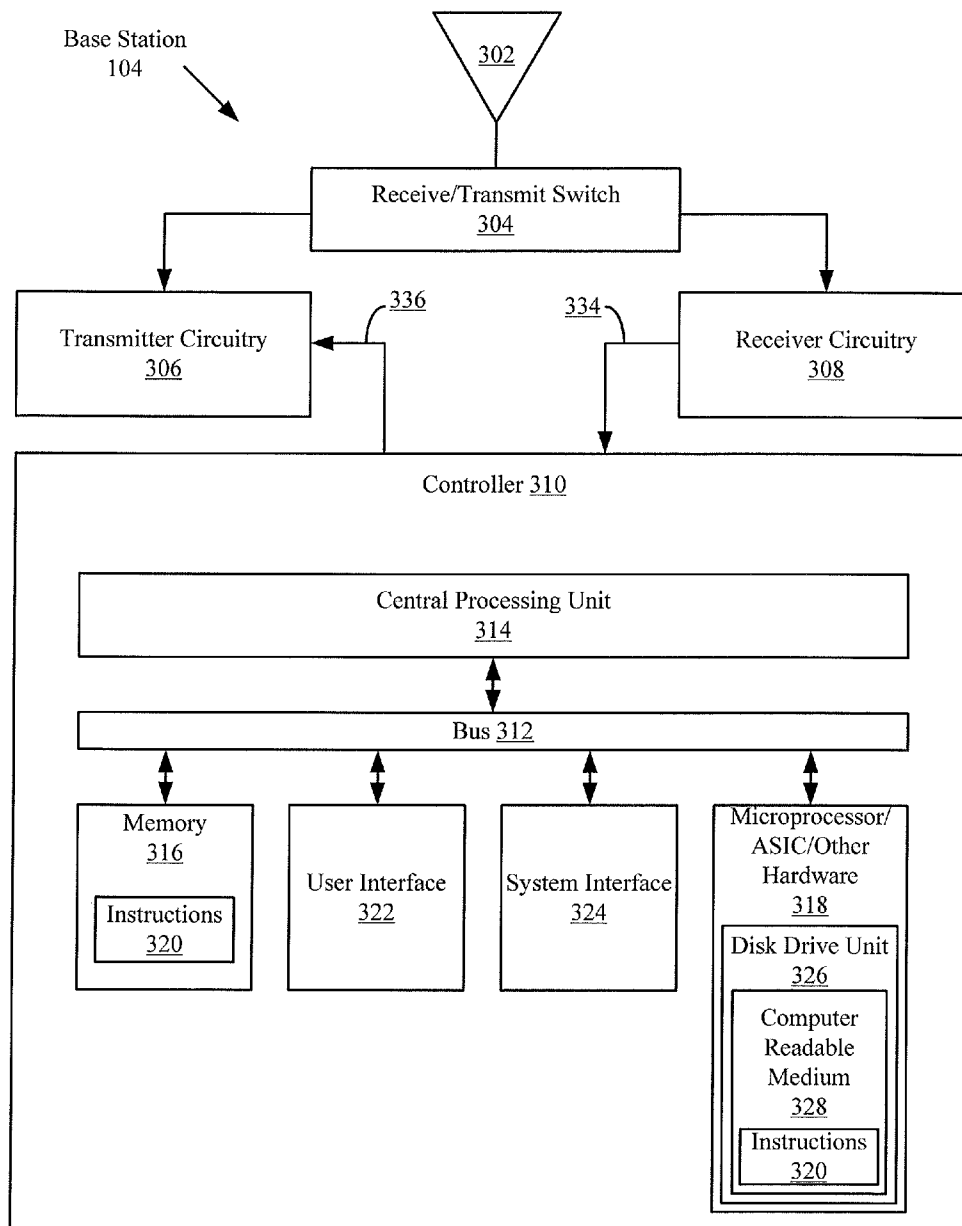 Base Station
104
302
Receive/Transmit Switch
304
336
334
Transmitter Circuitry
306
Receiver Circuitry
308
Controller 310
Central Processing Unit
314
Bus 312
Memory
316
Instructions
320
User Interface
322
System Interface
324
Microprocessor/
ASIC/Other
Hardware
318
Disk Drive Unit
326
Computer
Readable
Medium
328
Instructions
320